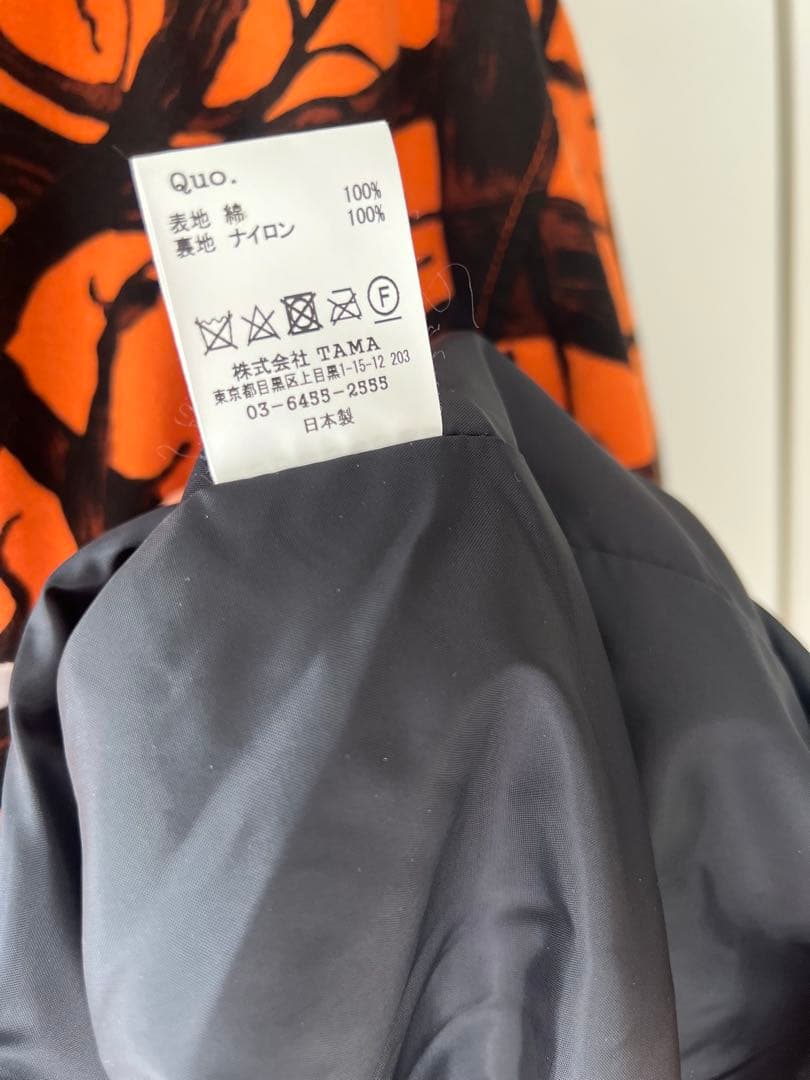 Quo.
表地 綿 100%
裏地 ナイロン 100%
F
株式会社 TAMA
東京都目黒区上目黒1-15-12 203
03-6455-2555
日本製